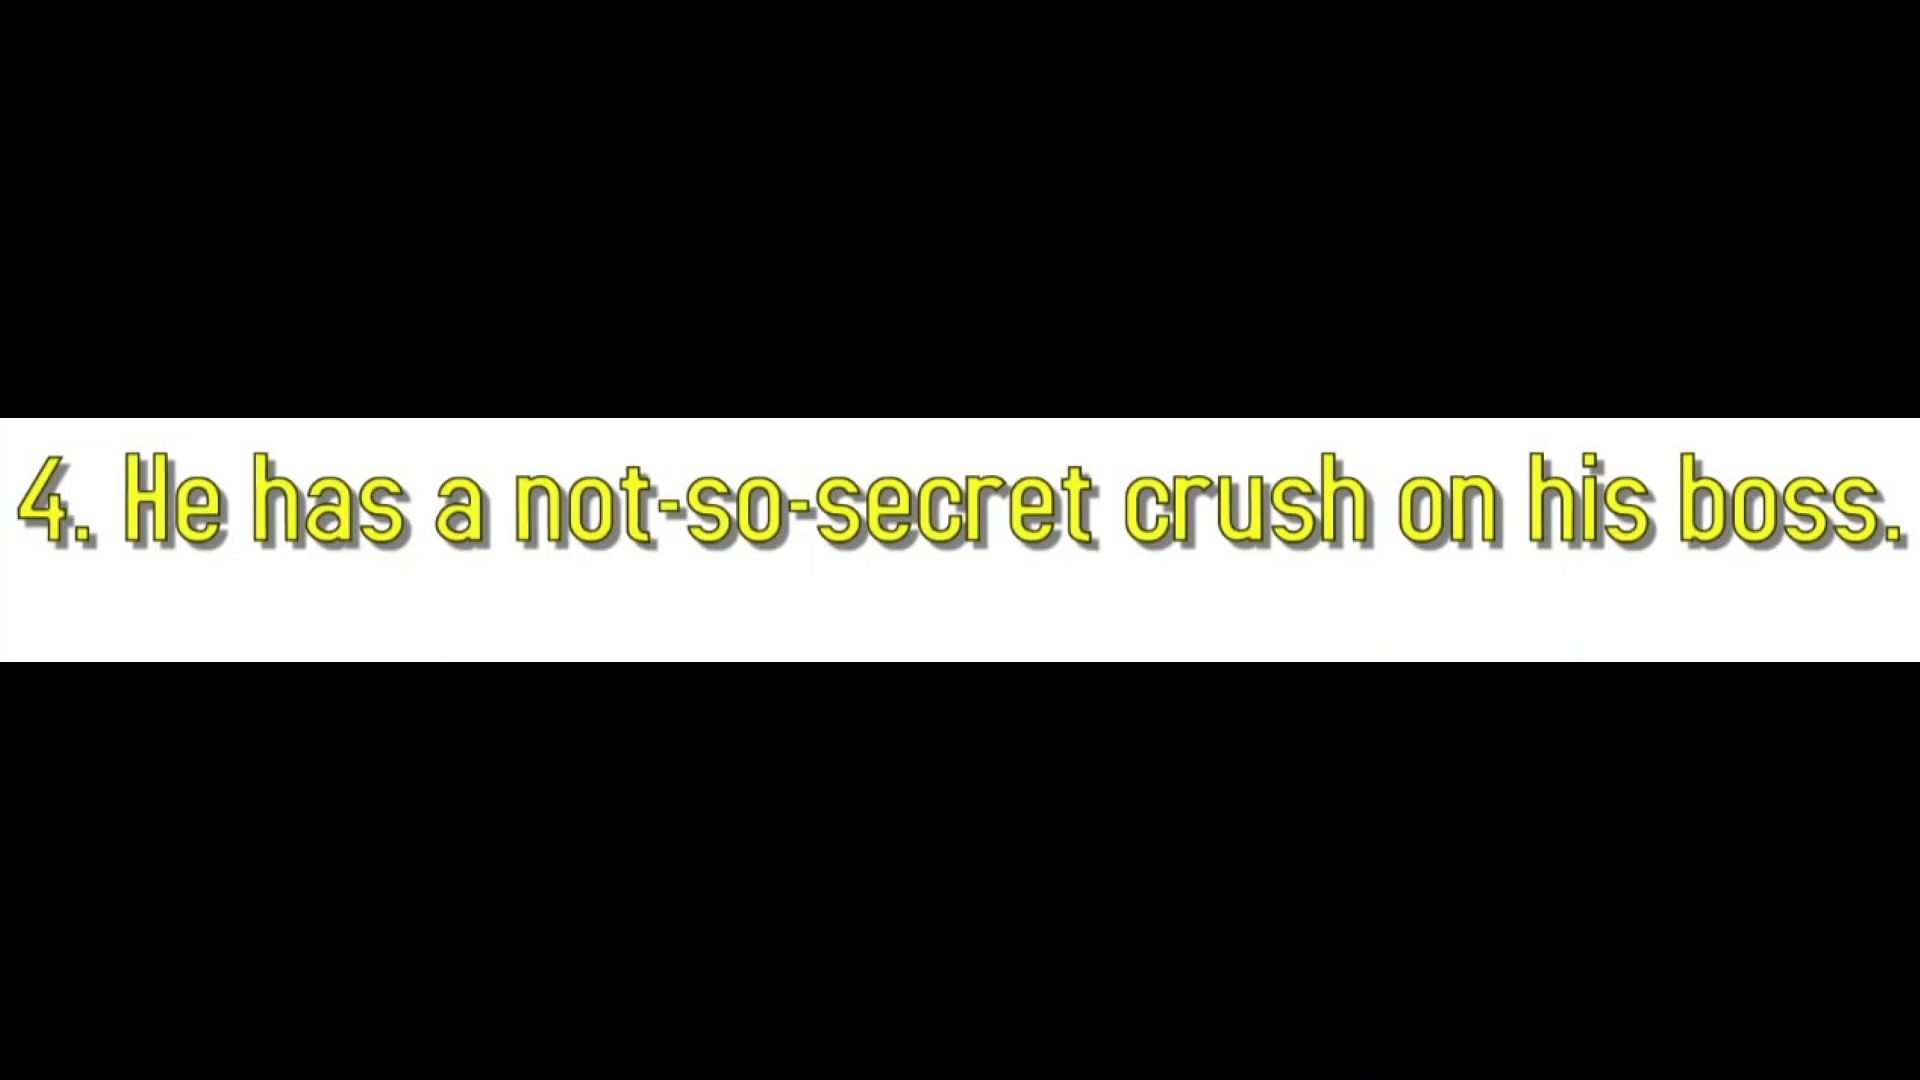 4. He has a not-so-secret crush on his boss.